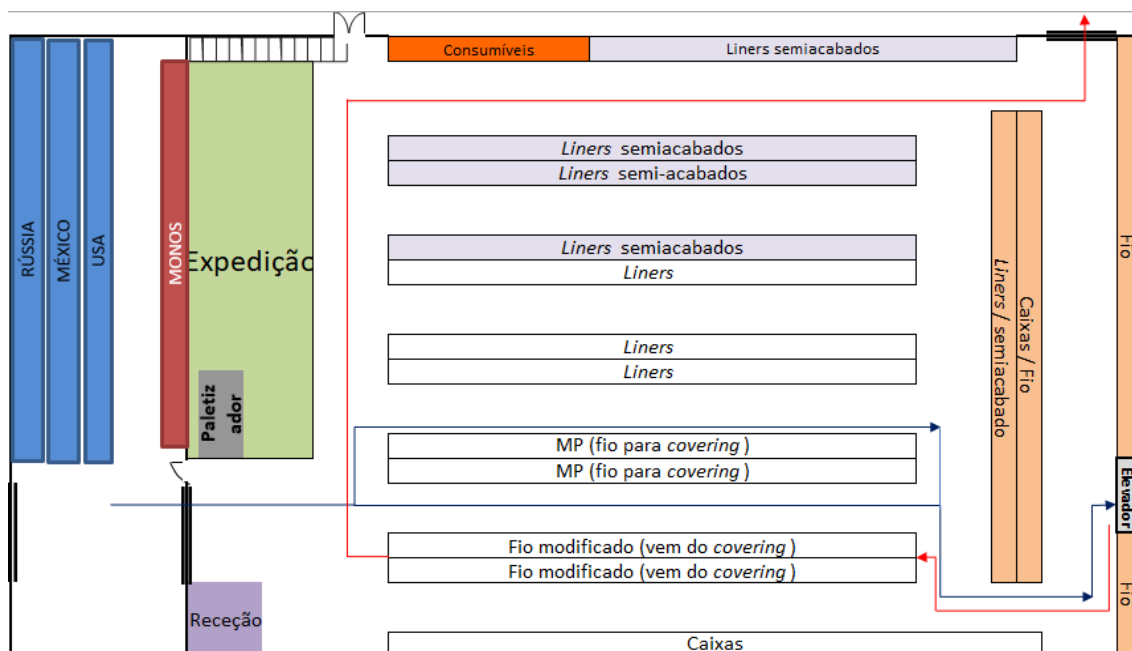 Consumíveis
Liners semiacabados
Liners semiacabados
Liners semi-acabados
Liners semiacabados
Liners
Liners
Liners
MP (fio para covering )
MP (fio para covering )
Fio modificado (vem do covering )
Fio modificado (vem do covering )
Caixas
RÚSSIA
MÉXICO
USA
MONOS
Expedição
Paletiz
ador
Receção
Liners / semiacabado
Caixas / Fio
Fio
Elevador
Fio